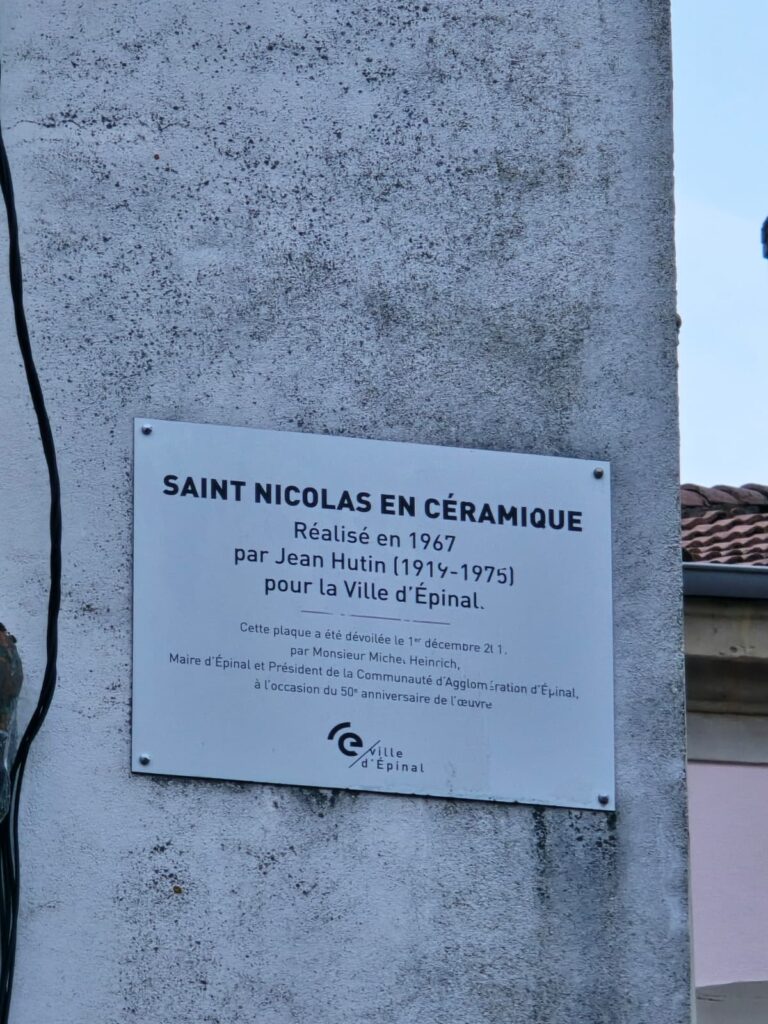 SAINT NICOLAS EN CÉRAMIQUE
Réalisé en 1967
par Jean Hutin (1919-1975)
pour la Ville d'Épinal.
Cette plaque a été dévoilée le 1er décembre
par Monsieur Michel Heinrich,
Maire d'Épinal et Président de la Communauté d'Agglomération d'Épinal,
à l'occasion du 50e anniversaire de l'œuvre
ville
d'Épinal